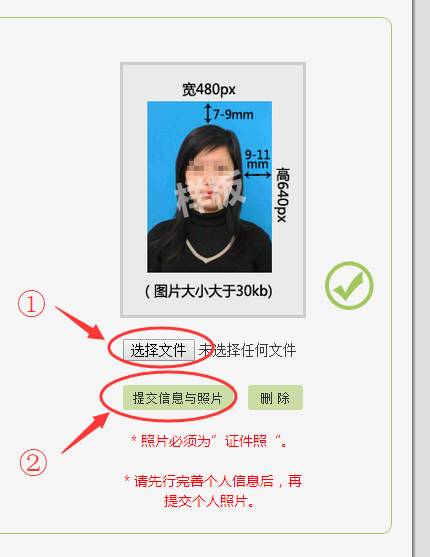 宽480px
7-9mm
9-11
mm
高640px
样版
(图片大小大于30kb)
①
选择文件 未选择任何文件
提交信息与照片 删 除
②
* 照片必须为”证件照“。
* 请先行完善个人信息后，再
提交个人照片。